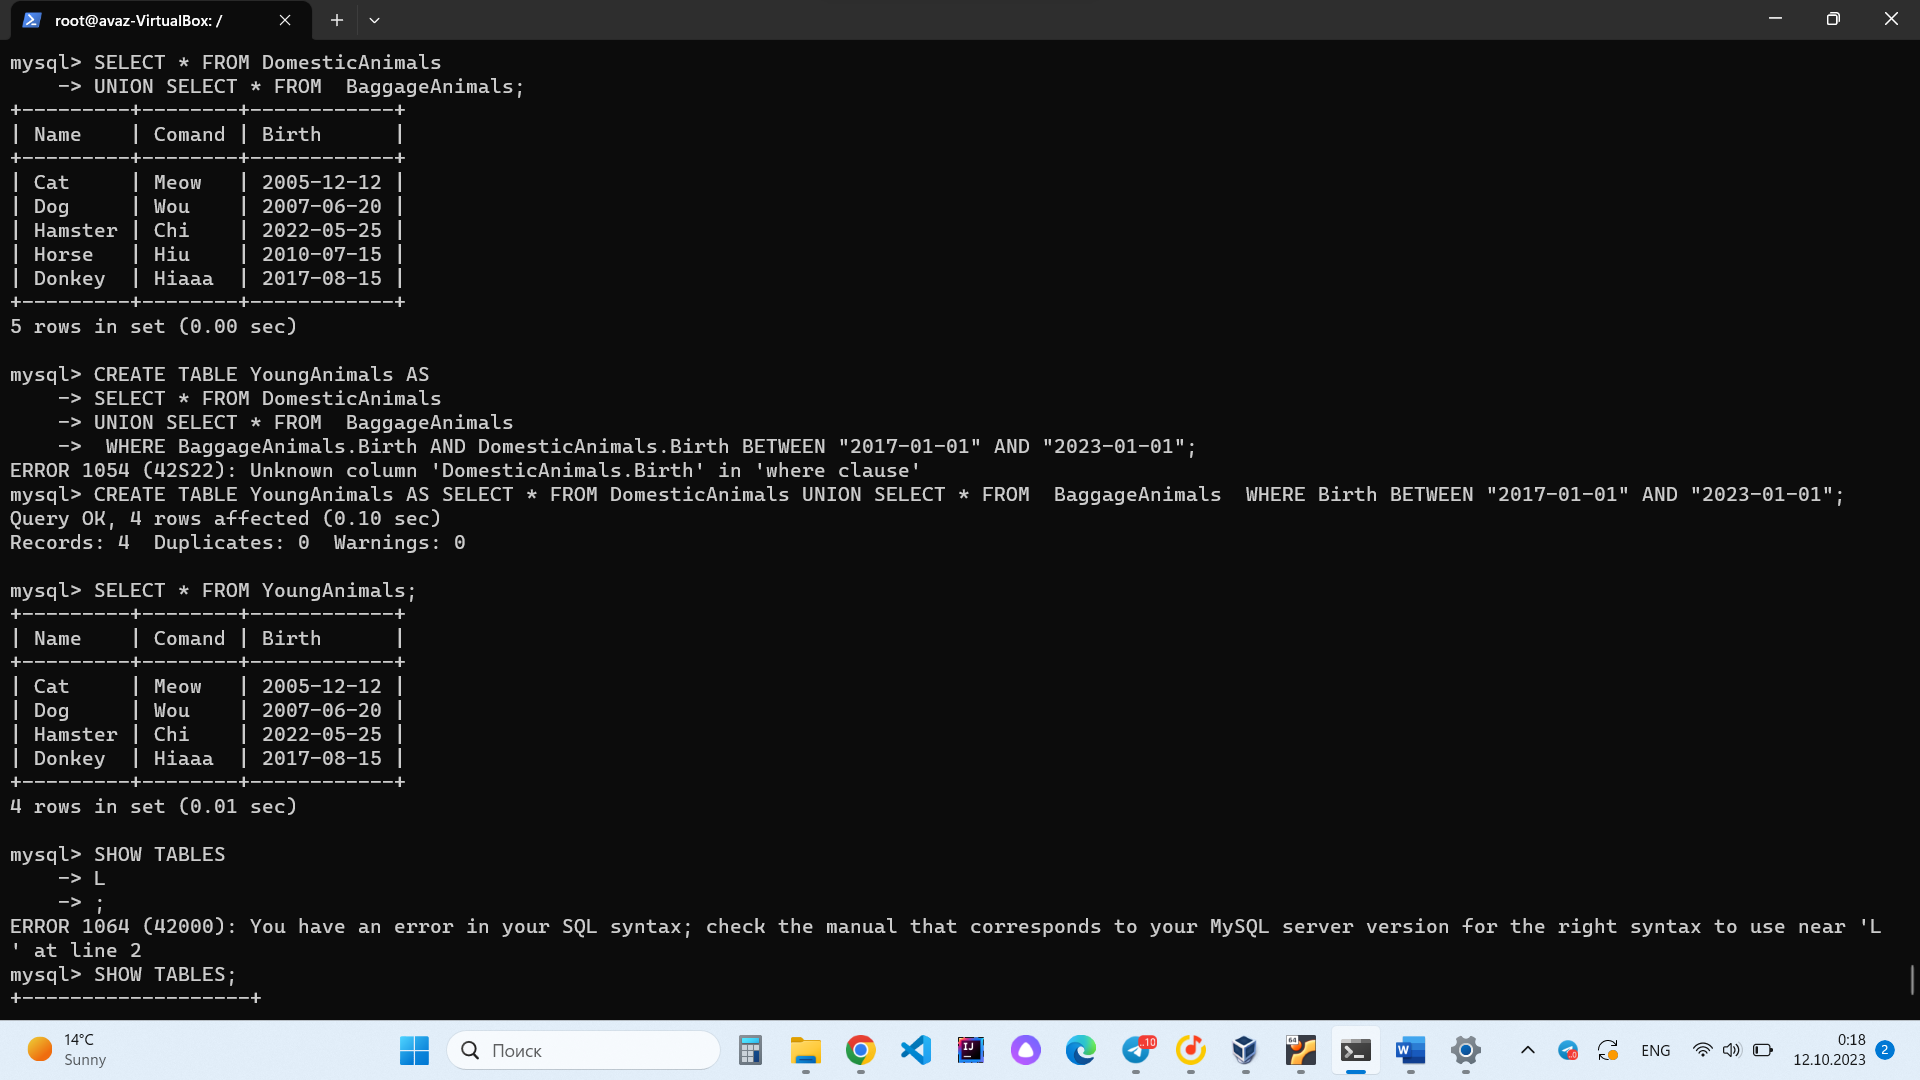 root@avaz-VirtualBox: /
mysql> SELECT * FROM DomesticAnimals
    -> UNION SELECT * FROM  BaggageAnimals;
+---------+--------+------------+
| Name    | Comand | Birth      |
+---------+--------+------------+
| Cat     | Meow   | 2005-12-12 |
| Dog     | Wou    | 2007-06-20 |
| Hamster | Chi    | 2022-05-25 |
| Horse   | Hiu    | 2010-07-15 |
| Donkey  | Hiaaa  | 2017-08-15 |
+---------+--------+------------+
5 rows in set (0.00 sec)
mysql> CREATE TABLE YoungAnimals AS
    -> SELECT * FROM DomesticAnimals
    -> UNION SELECT * FROM  BaggageAnimals
    ->  WHERE BaggageAnimals.Birth AND DomesticAnimals.Birth BETWEEN "2017-01-01" AND "2023-01-01";
ERROR 1054 (42S22): Unknown column 'DomesticAnimals.Birth' in 'where clause'
mysql> CREATE TABLE YoungAnimals AS SELECT * FROM DomesticAnimals UNION SELECT * FROM  BaggageAnimals  WHERE Birth BETWEEN "2017-01-01" AND "2023-01-01";
Query OK, 4 rows affected (0.10 sec)
Records: 4  Duplicates: 0  Warnings: 0
mysql> SELECT * FROM YoungAnimals;
+---------+--------+------------+
| Name    | Comand | Birth      |
+---------+--------+------------+
| Cat     | Meow   | 2005-12-12 |
| Dog     | Wou    | 2007-06-20 |
| Hamster | Chi    | 2022-05-25 |
| Donkey  | Hiaaa  | 2017-08-15 |
+---------+--------+------------+
4 rows in set (0.01 sec)
mysql> SHOW TABLES
    -> L
    -> ;
ERROR 1064 (42000): You have an error in your SQL syntax; check the manual that corresponds to your MySQL server version for the right syntax to use near 'L
' at line 2
mysql> SHOW TABLES;
+-------------------+
14°C
Sunny
Поиск
IJ
..10
64
W
ENG
0:18
12.10.2023
2